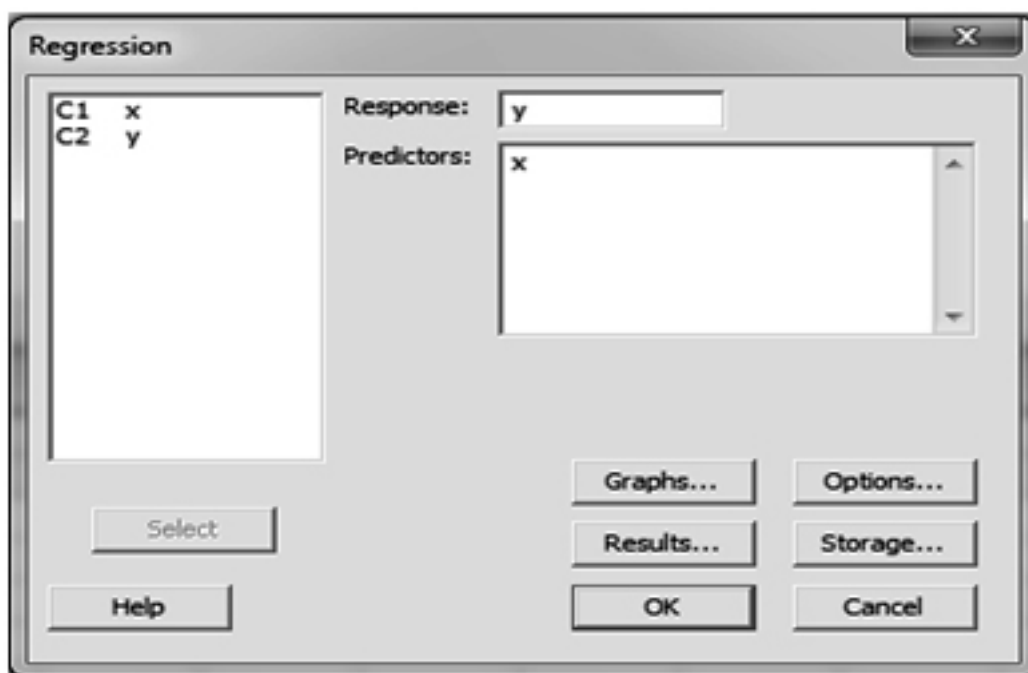 Regression
C1 x
C2 y
Response: y
Predictors: x
Select
Graphs... Options...
Results... Storage...
Help OK Cancel